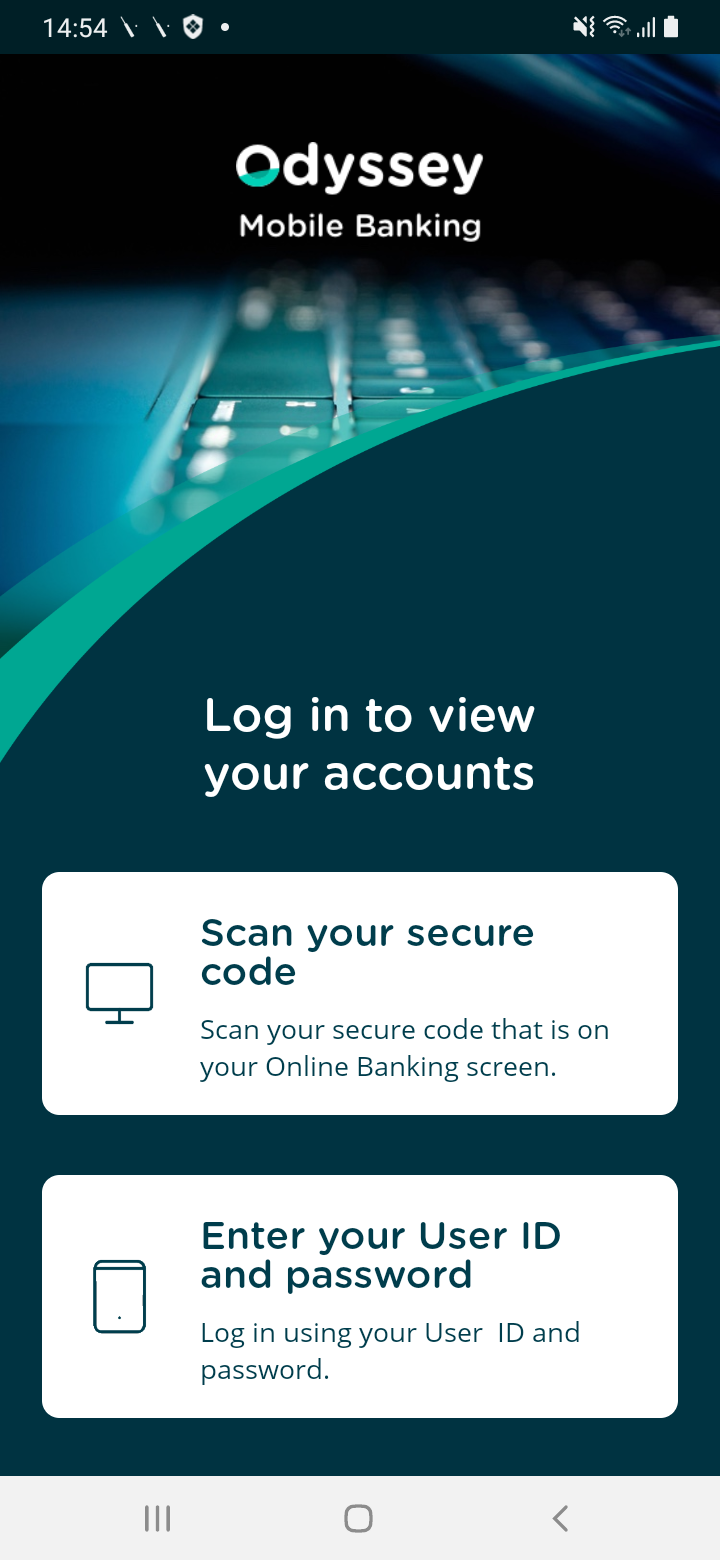 14:54
Odyssey
Mobile Banking
Log in to view
your accounts
Scan your secure
code
Scan your secure code that is on
your Online Banking screen.
Enter your User ID
and password
Log in using your User  ID and
password.